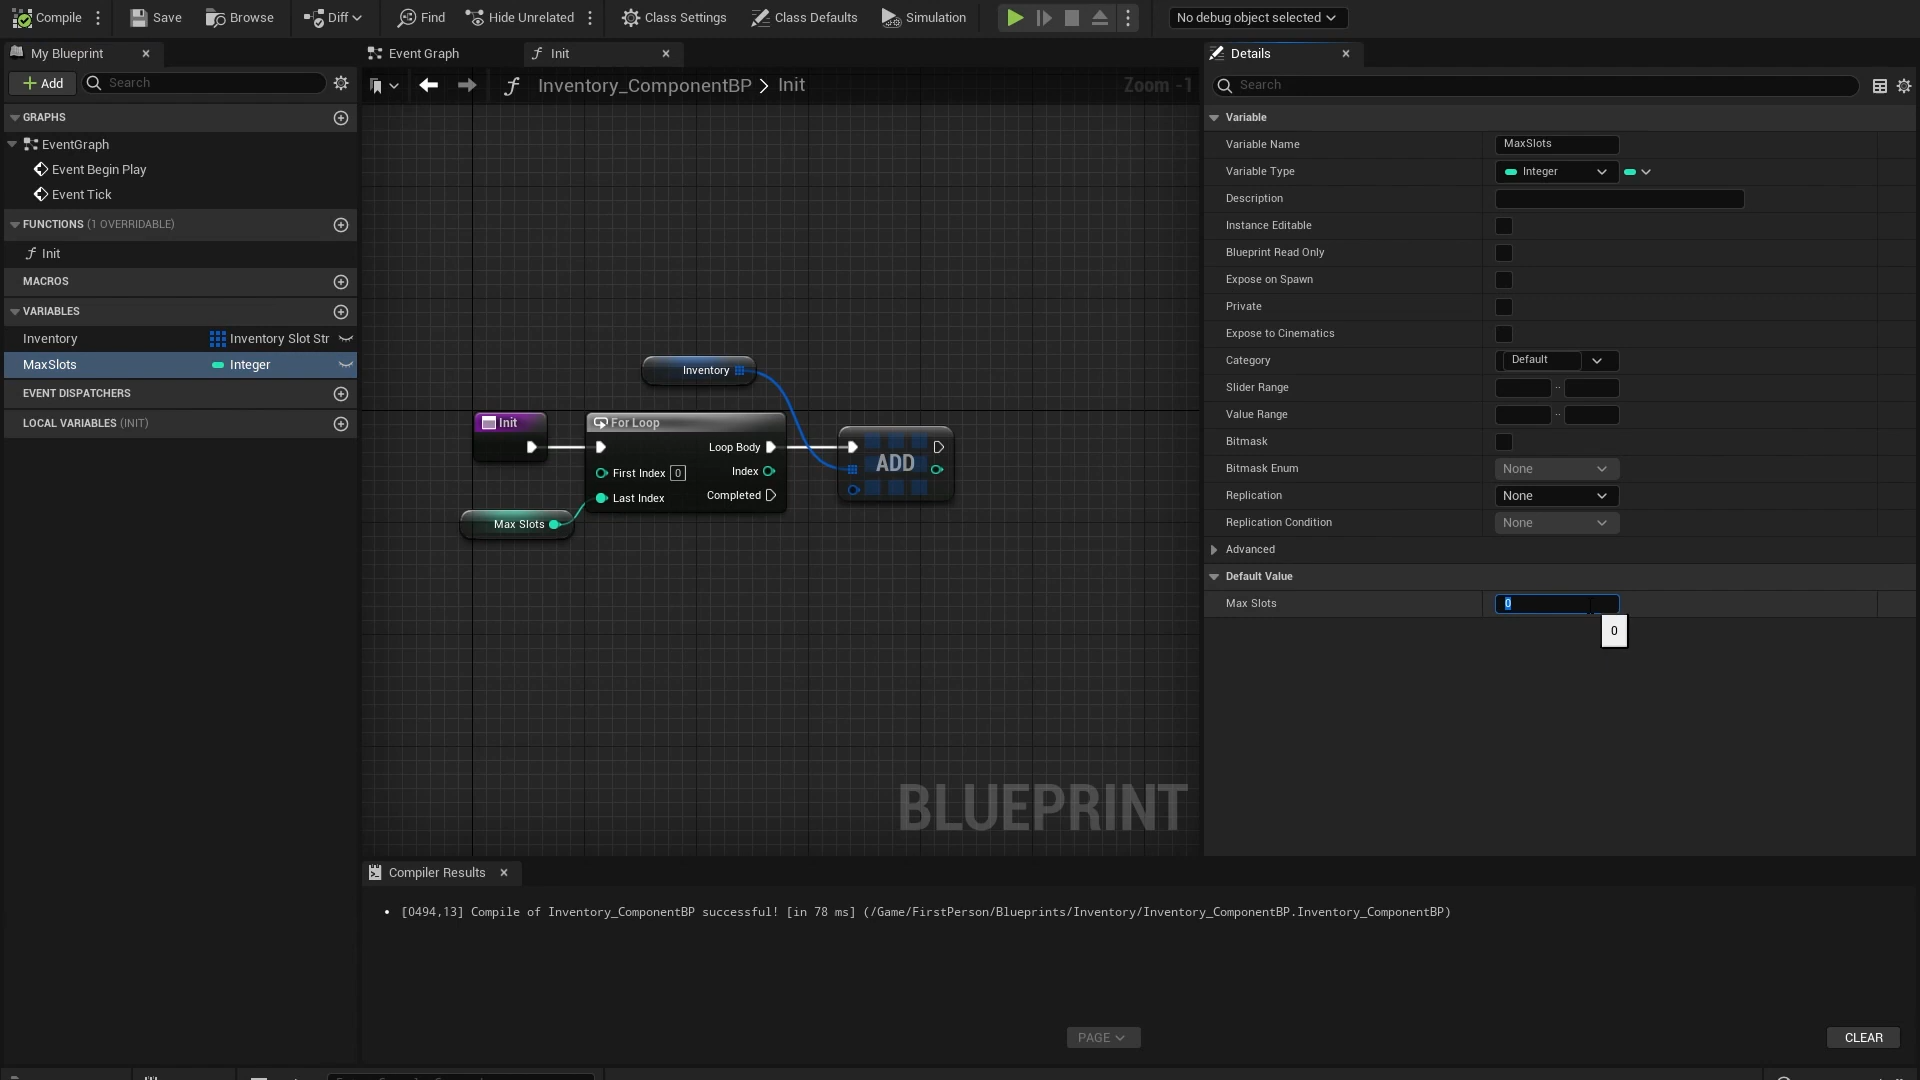 Compile
Save
Browse
Diff
Find
Hide Unrelated
Class Settings
Class Defaults
Simulation
No debug object selected
My Blueprint
Event Graph
Init
Details
Add
Search
Inventory_ComponentBP > Init
Zoom -1
Search
GRAPHS
EventGraph
Event Begin Play
Event Tick
FUNCTIONS (1 OVERRIDABLE)
Init
MACROS
VARIABLES
Inventory Inventory Slot Str
MaxSlots Integer
EVENT DISPATCHERS
LOCAL VARIABLES (INIT)
Inventory
Init
For Loop
Loop Body
First Index 0
Index
Last Index
Completed
ADD
Max Slots
BLUEPRINT
Variable
Variable Name MaxSlots
Variable Type Integer
Description
Instance Editable
Blueprint Read Only
Expose on Spawn
Private
Expose to Cinematics
Category Default
Slider Range ..
Value Range ..
Bitmask
Bitmask Enum None
Replication None
Replication Condition None
Advanced
Default Value
Max Slots 0
0
Compiler Results
• [0494,13] Compile of Inventory_ComponentBP successful! [in 78 ms] (/Game/FirstPerson/Blueprints/Inventory/Inventory_ComponentBP.Inventory_ComponentBP)
PAGE
CLEAR